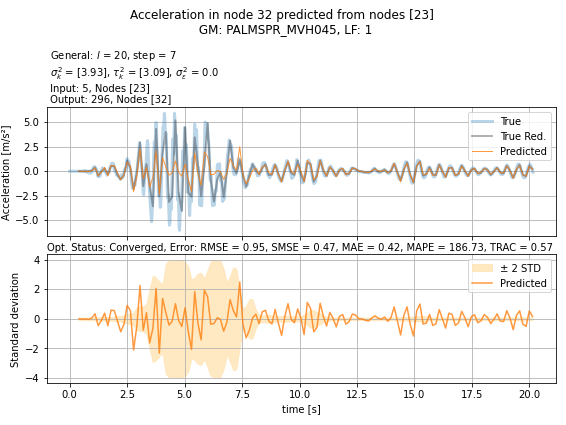 Acceleration in node 32 predicted from nodes [23]
GM: PALMSPR_MVH045, LF: 1
General: l = 20, step = 7
σ²ₖ = [3.93], τ²ₖ = [3.09], σ²ε = 0.0
Input: 5, Nodes [23]
Output: 296, Nodes [32]
Acceleration [m/s²]
5.0
2.5
0.0
−2.5
−5.0
True
True Red.
Predicted
Opt. Status: Converged, Error: RMSE = 0.95, SMSE = 0.47, MAE = 0.42, MAPE = 186.73, TRAC = 0.57
Standard deviation
4
2
0
−2
−4
± 2 STD
Predicted
0.0 2.5 5.0 7.5 10.0 12.5 15.0 17.5 20.0
time [s]